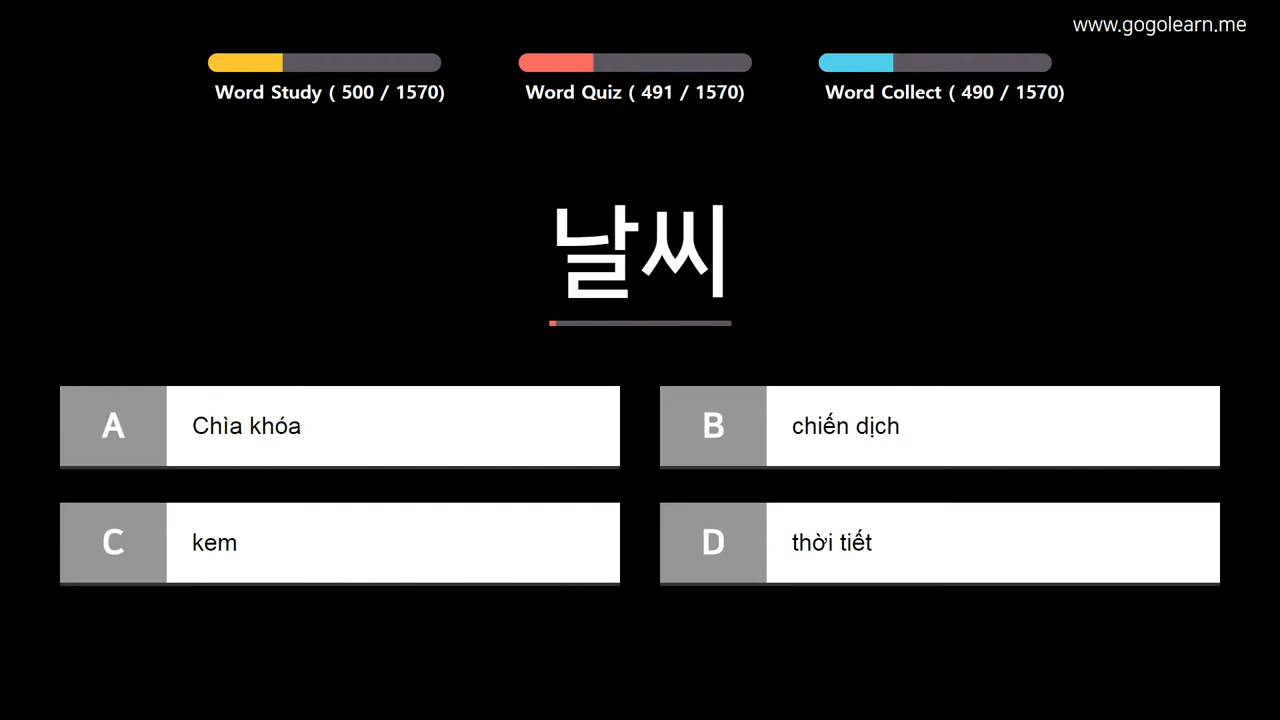 www.gogolearn.me
Word Study ( 500 / 1570)
Word Quiz ( 491 / 1570)
Word Collect ( 490 / 1570)
날씨
A
Chìa khóa
B
chiến dịch
C
kem
D
thời tiết